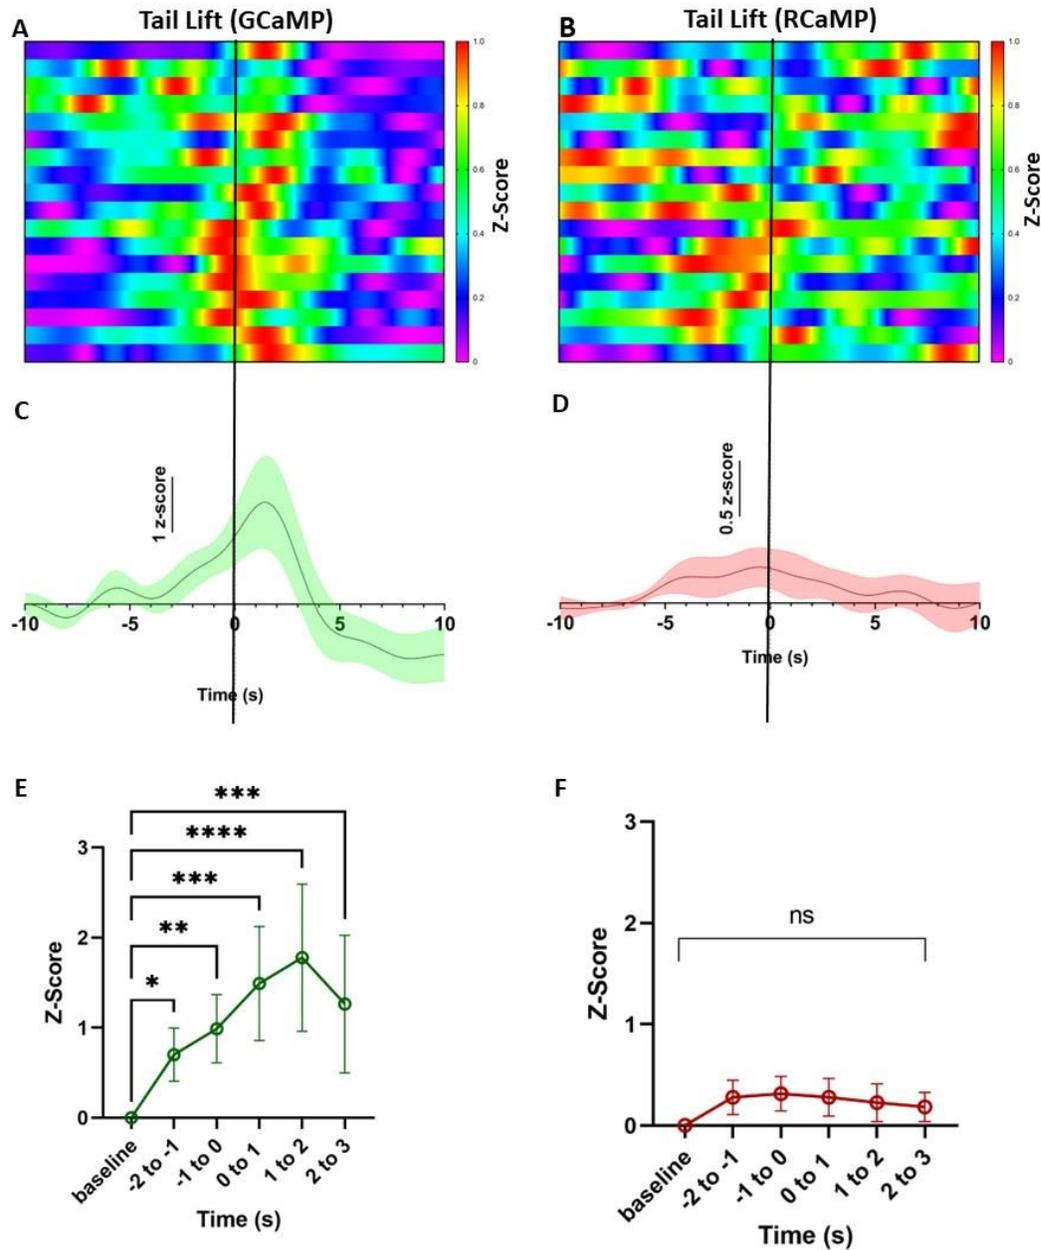 A
Tail Lift (GCaMP)
1.0
0.8
0.6
0.4
0.2
0
Z-Score
B
Tail Lift (RCaMP)
1.0
0.8
0.6
0.4
0.2
0
Z-Score
C
1 z-score
-10 -5 0 5 10
Time (s)
D
0.5 z-score
-10 -5 0 5 10
Time (s)
E
***
****
***
**
*
3
2
1
0
Z-Score
baseline
-2 to -1
-1 to 0
0 to 1
1 to 2
2 to 3
Time (s)
F
ns
3
2
1
0
Z-Score
baseline
-2 to -1
-1 to 0
0 to 1
1 to 2
2 to 3
Time (s)